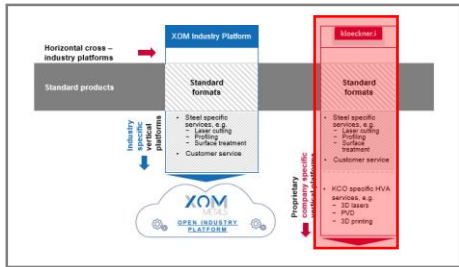 XOM Industry Platform
kloeckner.i
Horizontal cross –
industry platforms
Standard products
Standard
formats
Standard
formats
Industry
specific
vertical
platforms
• Steel specific
services, e.g.
− Laser cutting
− Profiling
− Surface treatment
• Customer service
• Steel specific
services, e.g.
− Laser cutting
− Profiling
− Surface
treatment
• Customer service
Proprietary
company specific
vertical platforms
• KCO specific HVA
services, e.g.
− 3D lasers
− PVD
− 3D printing
XOM
METALS
OPEN INDUSTRY
PLATFORM